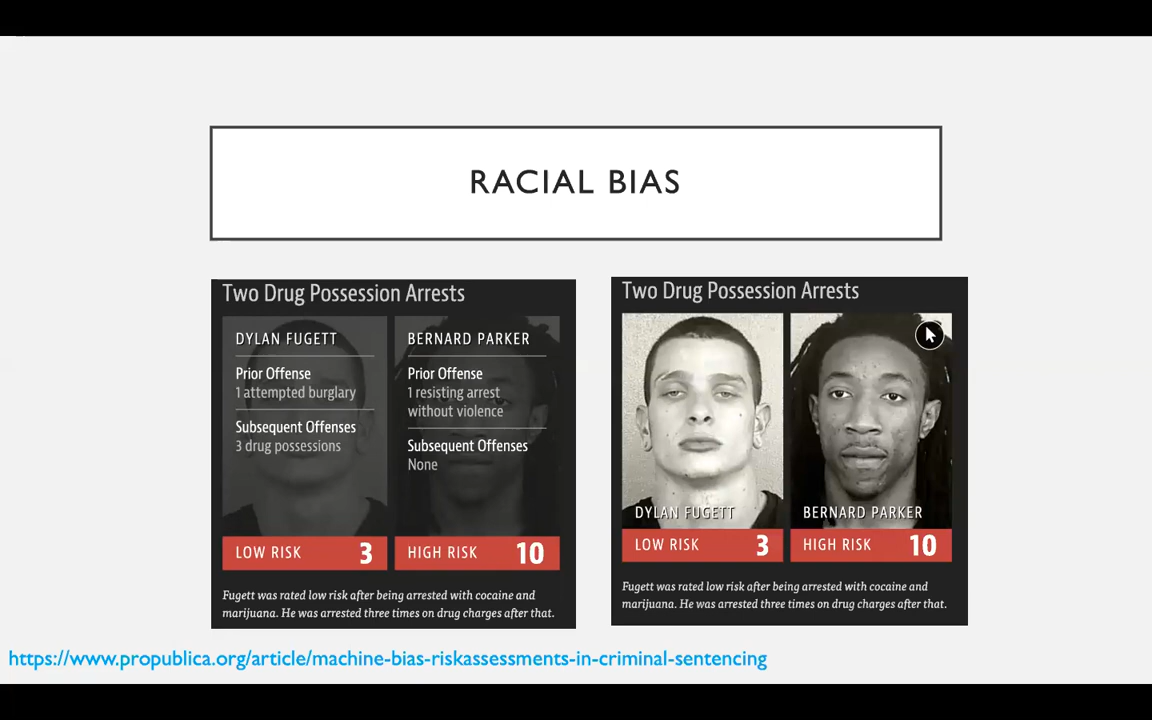 RACIAL BIAS
Two Drug Possession Arrests
DYLAN FUGETT
Prior Offense
1 attempted burglary
Subsequent Offenses
3 drug possessions
LOW RISK 3
BERNARD PARKER
Prior Offense
1 resisting arrest
without violence
Subsequent Offenses
None
HIGH RISK 10
Fugett was rated low risk after being arrested with cocaine and
marijuana. He was arrested three times on drug charges after that.
Two Drug Possession Arrests
DYLAN FUGETT
LOW RISK 3
BERNARD PARKER
HIGH RISK 10
Fugett was rated low risk after being arrested with cocaine and
marijuana. He was arrested three times on drug charges after that.
https://www.propublica.org/article/machine-bias-riskassessments-in-criminal-sentencing